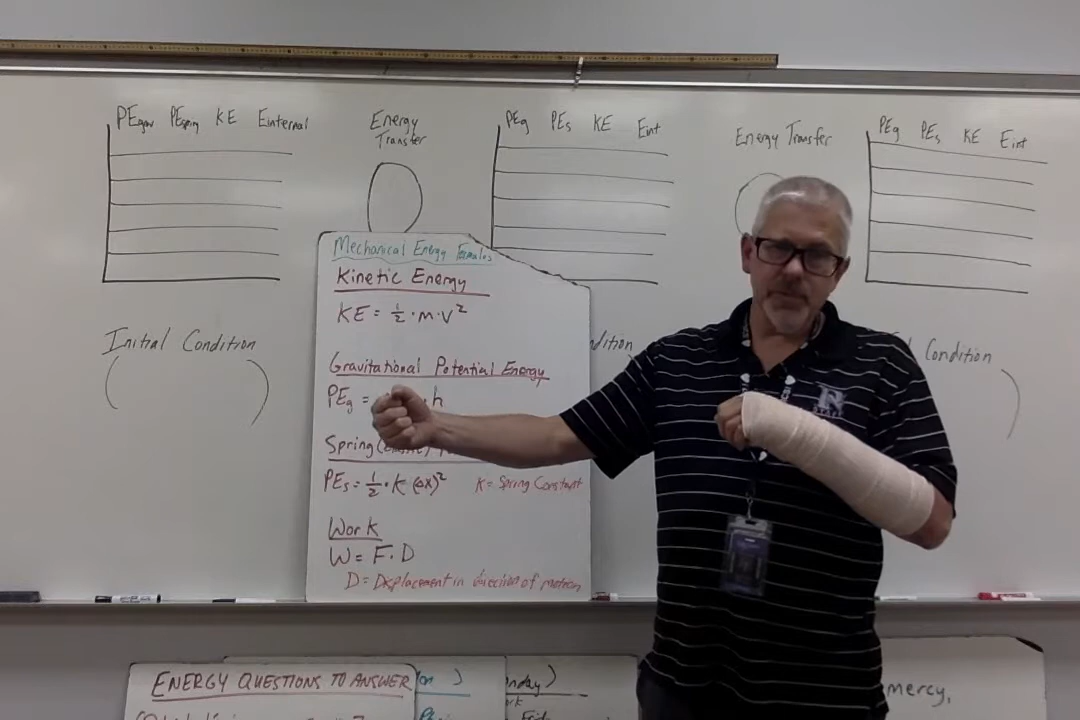 PEgrav PEspring KE Einternal
Energy
Transfer
PEg PEs KE Eint
Energy Transfer
PEg PEs KE Eint
Initial Condition
( )
Condition
)
Mechanical Energy Formulas
Kinetic Energy
KE = 1/2 · m · v²
Gravitational Potential Energy
PEg = · h
Spring (
PEs = 1/2 · K (Δx)²
K = Spring Constant
Work
W = F · D
D = Displacement in direction of motion
ENERGY QUESTIONS TO ANSWER
nday)
mercy,